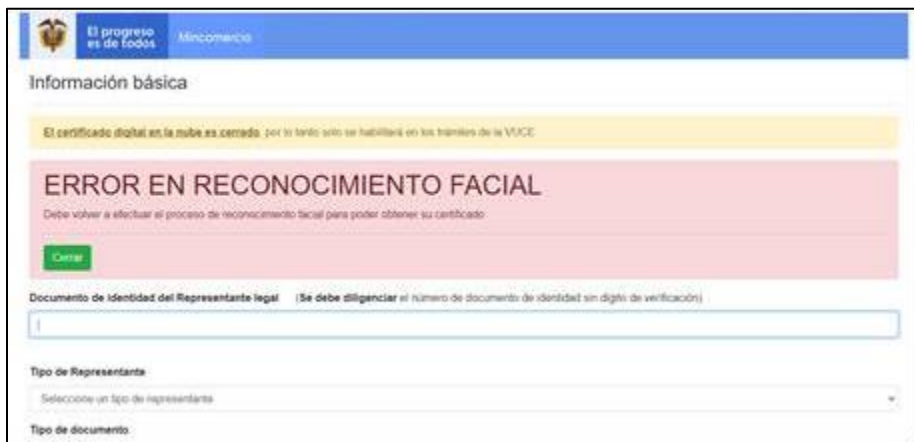 El progreso
es de todos
Mincomercio
Información básica
El certificado digital en la nube es cerrado, por lo tanto solo se habilitará en los trámites de la VUCE
ERROR EN RECONOCIMIENTO FACIAL
Debe volver a efectuar el proceso de reconocimiento facial para poder obtener su certificado
Cerrar
Documento de identidad del Representante legal (Se debe diligenciar el número de documento de identidad sin dígito de verificación)
Tipo de Representante
Seleccione un tipo de representante
Tipo de documento